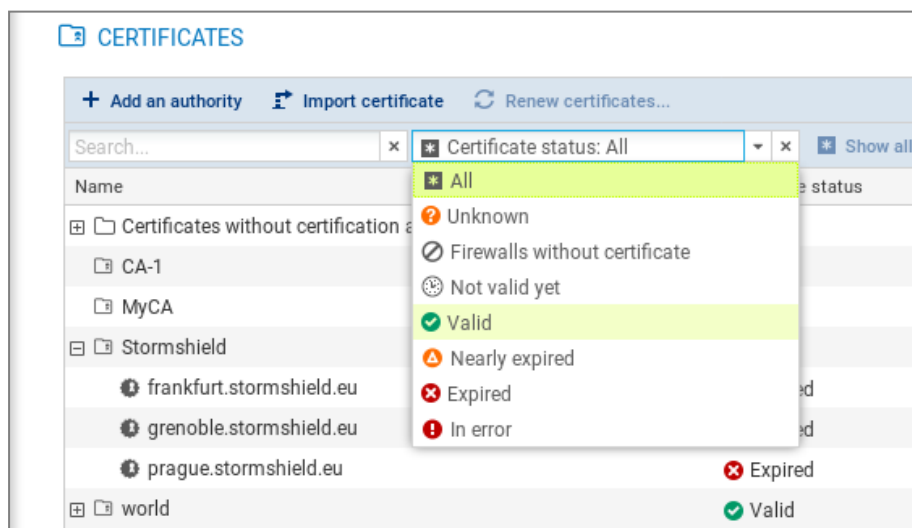 CERTIFICATES
Add an authority Import certificate Renew certificates...
Search... Certificate status: All Show all
Name status
All
Unknown
Certificates without certification
Firewalls without certificate
CA-1
Not valid yet
MyCA
Valid
Stormshield
Nearly expired
frankfurt.stormshield.eu
Expired
grenoble.stormshield.eu
In error
prague.stormshield.eu Expired
world Valid